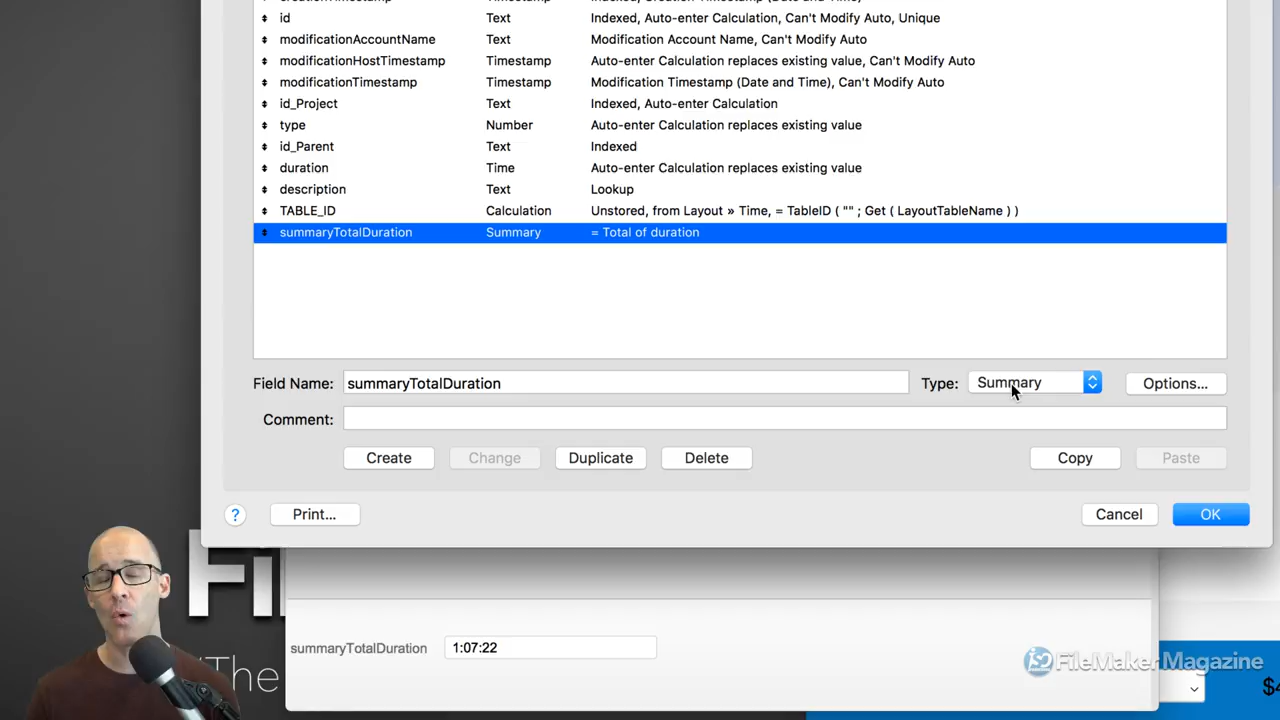 id Text Indexed, Auto-enter Calculation, Can't Modify Auto, Unique
modificationAccountName Text Modification Account Name, Can't Modify Auto
modificationHostTimestamp Timestamp Auto-enter Calculation replaces existing value, Can't Modify Auto
modificationTimestamp Timestamp Modification Timestamp (Date and Time), Can't Modify Auto
id_Project Text Indexed, Auto-enter Calculation
type Number Auto-enter Calculation replaces existing value
id_Parent Text Indexed
duration Time Auto-enter Calculation replaces existing value
description Text Lookup
TABLE_ID Calculation Unstored, from Layout » Time, = TableID ( "" ; Get ( LayoutTableName ) )
summaryTotalDuration Summary = Total of duration
Field Name: summaryTotalDuration Type: Summary Options...
Comment:
Create Change Duplicate Delete Copy Paste
? Print... Cancel OK
summaryTotalDuration 1:07:22
FileMakerMagazine